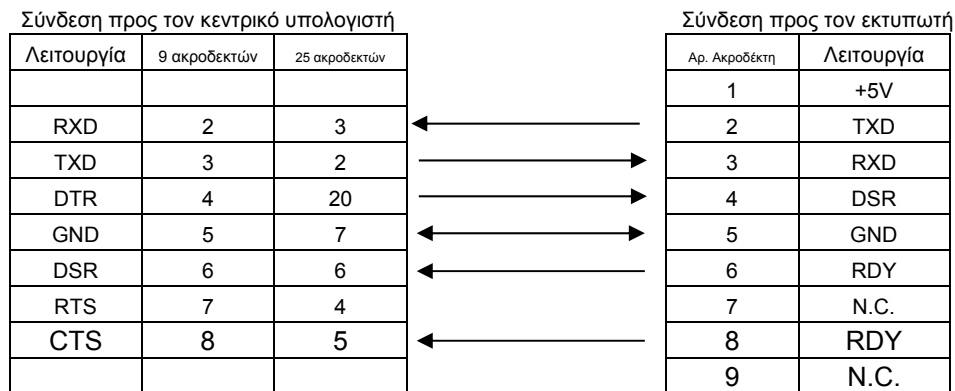 Σύνδεση προς τον κεντρικό υπολογιστή Σύνδεση προς τον εκτυπωτή
Λειτουργία 9 ακροδεκτών 25 ακροδεκτών Αρ. Ακροδέκτη Λειτουργία
1 +5V
RXD 2 3 2 TXD
TXD 3 2 3 RXD
DTR 4 20 4 DSR
GND 5 7 5 GND
DSR 6 6 6 RDY
RTS 7 4 7 N.C.
CTS 8 5 8 RDY
9 N.C.